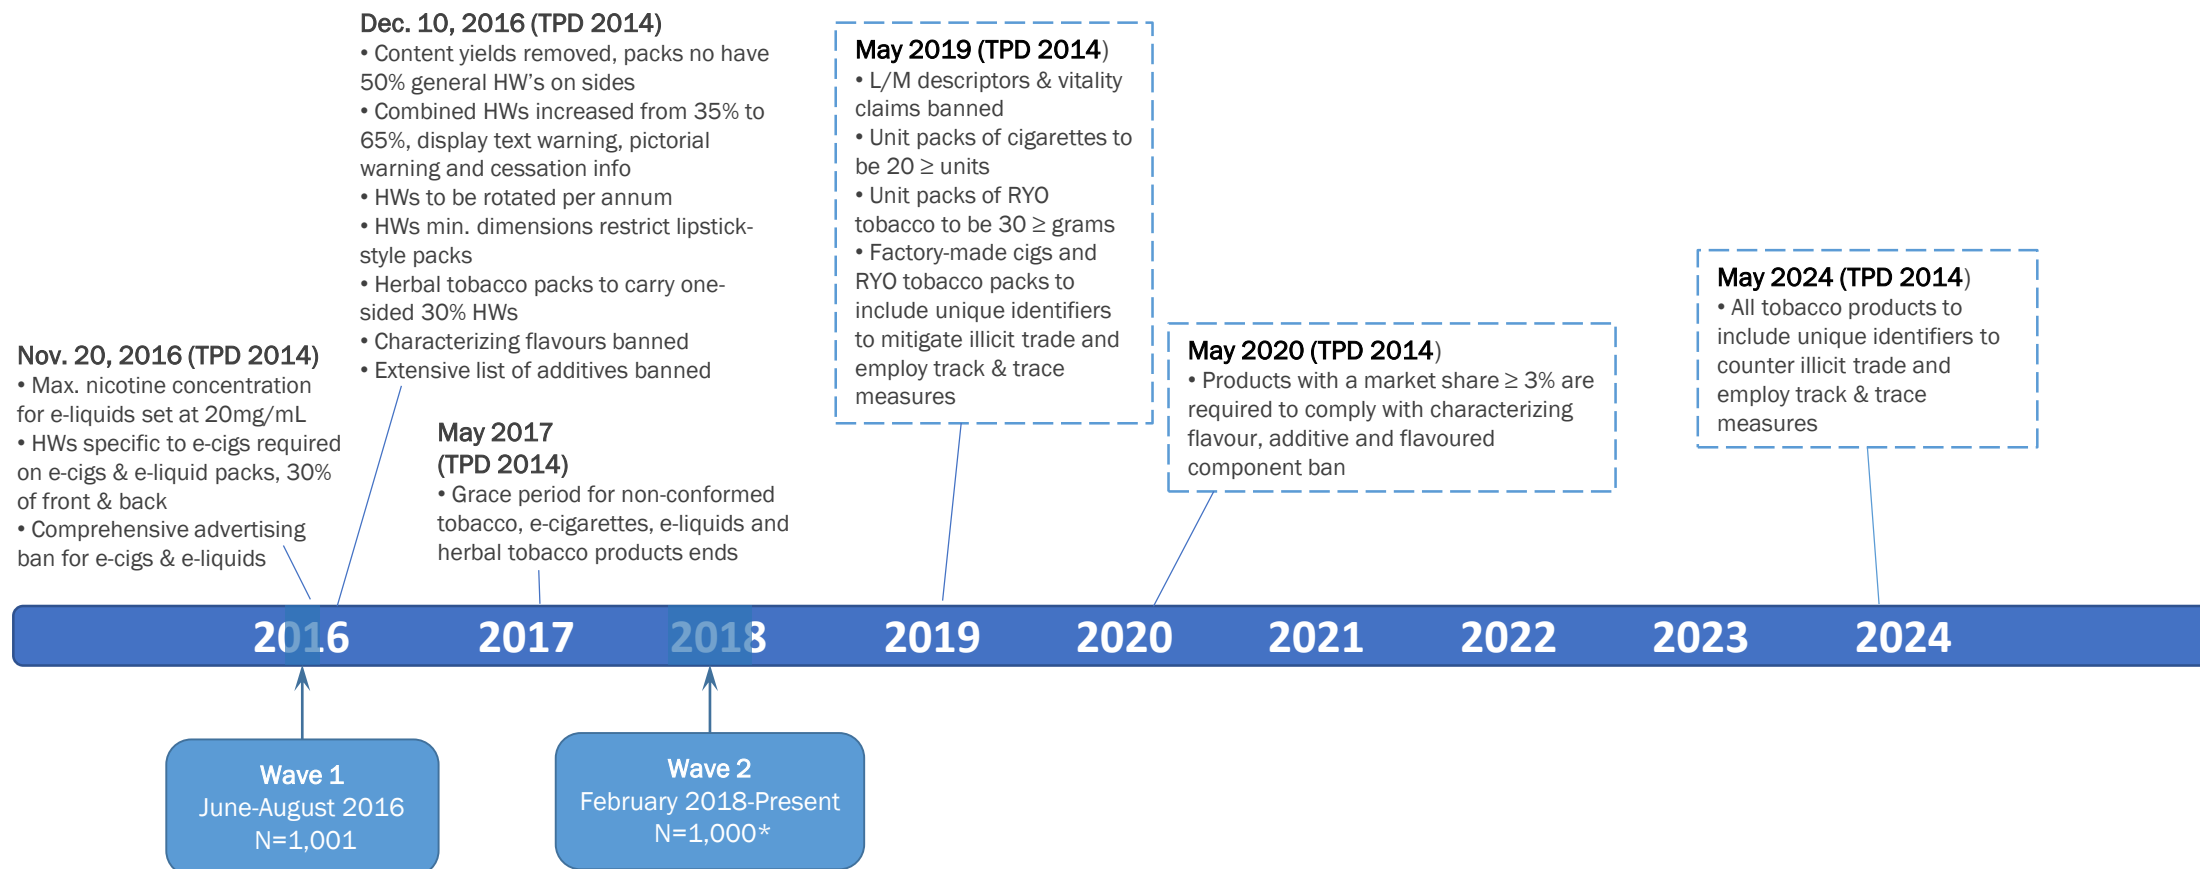 Dec. 10, 2016 (TPD 2014)
• Content yields removed, packs no have
50% general HW's on sides
• Combined HWs increased from 35% to
65%, display text warning, pictorial
warning and cessation info
• HWs to be rotated per annum
• HWs min. dimensions restrict lipstick-
style packs
• Herbal tobacco packs to carry one-
sided 30% HWs
• Characterizing flavours banned
• Extensive list of additives banned
Nov. 20, 2016 (TPD 2014)
• Max. nicotine concentration
for e-liquids set at 20mg/mL
• HWs specific to e-cigs required
on e-cigs & e-liquid packs, 30%
of front & back
• Comprehensive advertising
ban for e-cigs & e-liquids
May 2017
(TPD 2014)
• Grace period for non-conformed
tobacco, e-cigarettes, e-liquids and
herbal tobacco products ends
May 2019 (TPD 2014)
• L/M descriptors & vitality
claims banned
• Unit packs of cigarettes to
be 20 ≥ units
• Unit packs of RYO
tobacco to be 30 ≥ grams
• Factory-made cigs and
RYO tobacco packs to
include unique identifiers
to mitigate illicit trade and
employ track & trace
measures
May 2020 (TPD 2014)
• Products with a market share ≥ 3% are
required to comply with characterizing
flavour, additive and flavoured
component ban
May 2024 (TPD 2014)
• All tobacco products to
include unique identifiers to
counter illicit trade and
employ track & trace
measures
2016 2017 2018 2019 2020 2021 2022 2023 2024
Wave 1
June-August 2016
N=1,001
Wave 2
February 2018-Present
N=1,000*